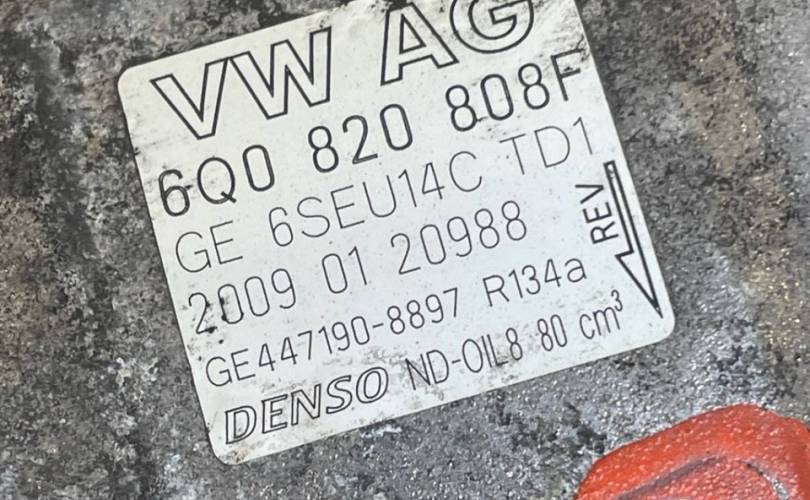 VW AG
6Q0 820 808F
GE 6SEU14C TD1
2009 01 20988
GE447190-8897 R134a
DENSO ND-OIL8 80 cm³
REV